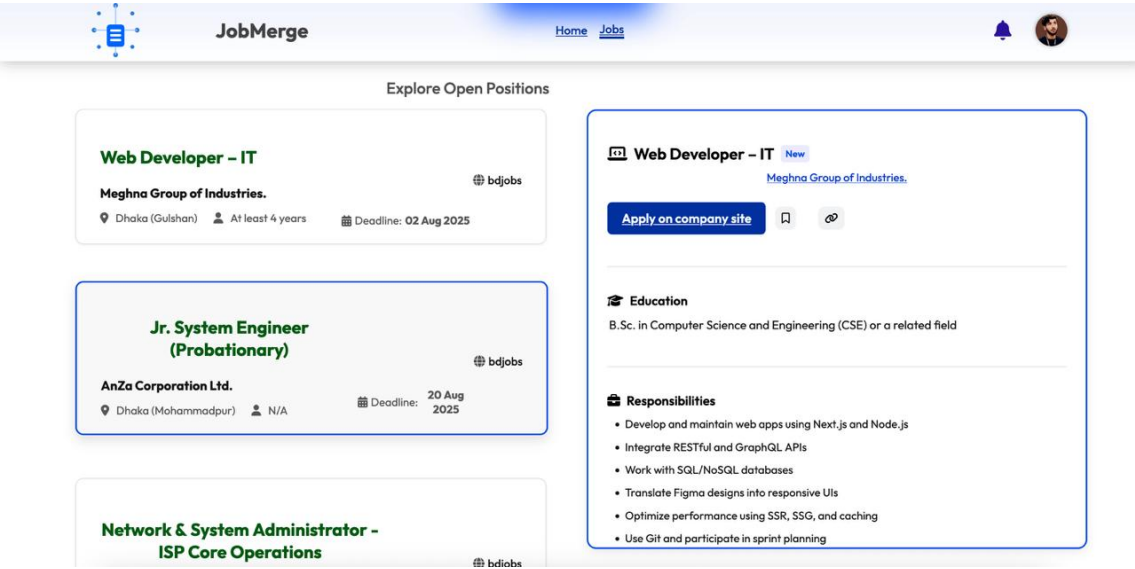 JobMerge
Home Jobs
Explore Open Positions
Web Developer – IT
bdjobs
Meghna Group of Industries.
Dhaka (Gulshan) At least 4 years Deadline: 02 Aug 2025
Jr. System Engineer
(Probationary)
bdjobs
AnZa Corporation Ltd.
Dhaka (Mohammadpur) N/A Deadline: 20 Aug
2025
Network & System Administrator -
ISP Core Operations
bdjobs
Web Developer – IT New
Meghna Group of Industries.
Apply on company site
Education
B.Sc. in Computer Science and Engineering (CSE) or a related field
Responsibilities
• Develop and maintain web apps using Next.js and Node.js
• Integrate RESTful and GraphQL APIs
• Work with SQL/NoSQL databases
• Translate Figma designs into responsive UIs
• Optimize performance using SSR, SSG, and caching
• Use Git and participate in sprint planning